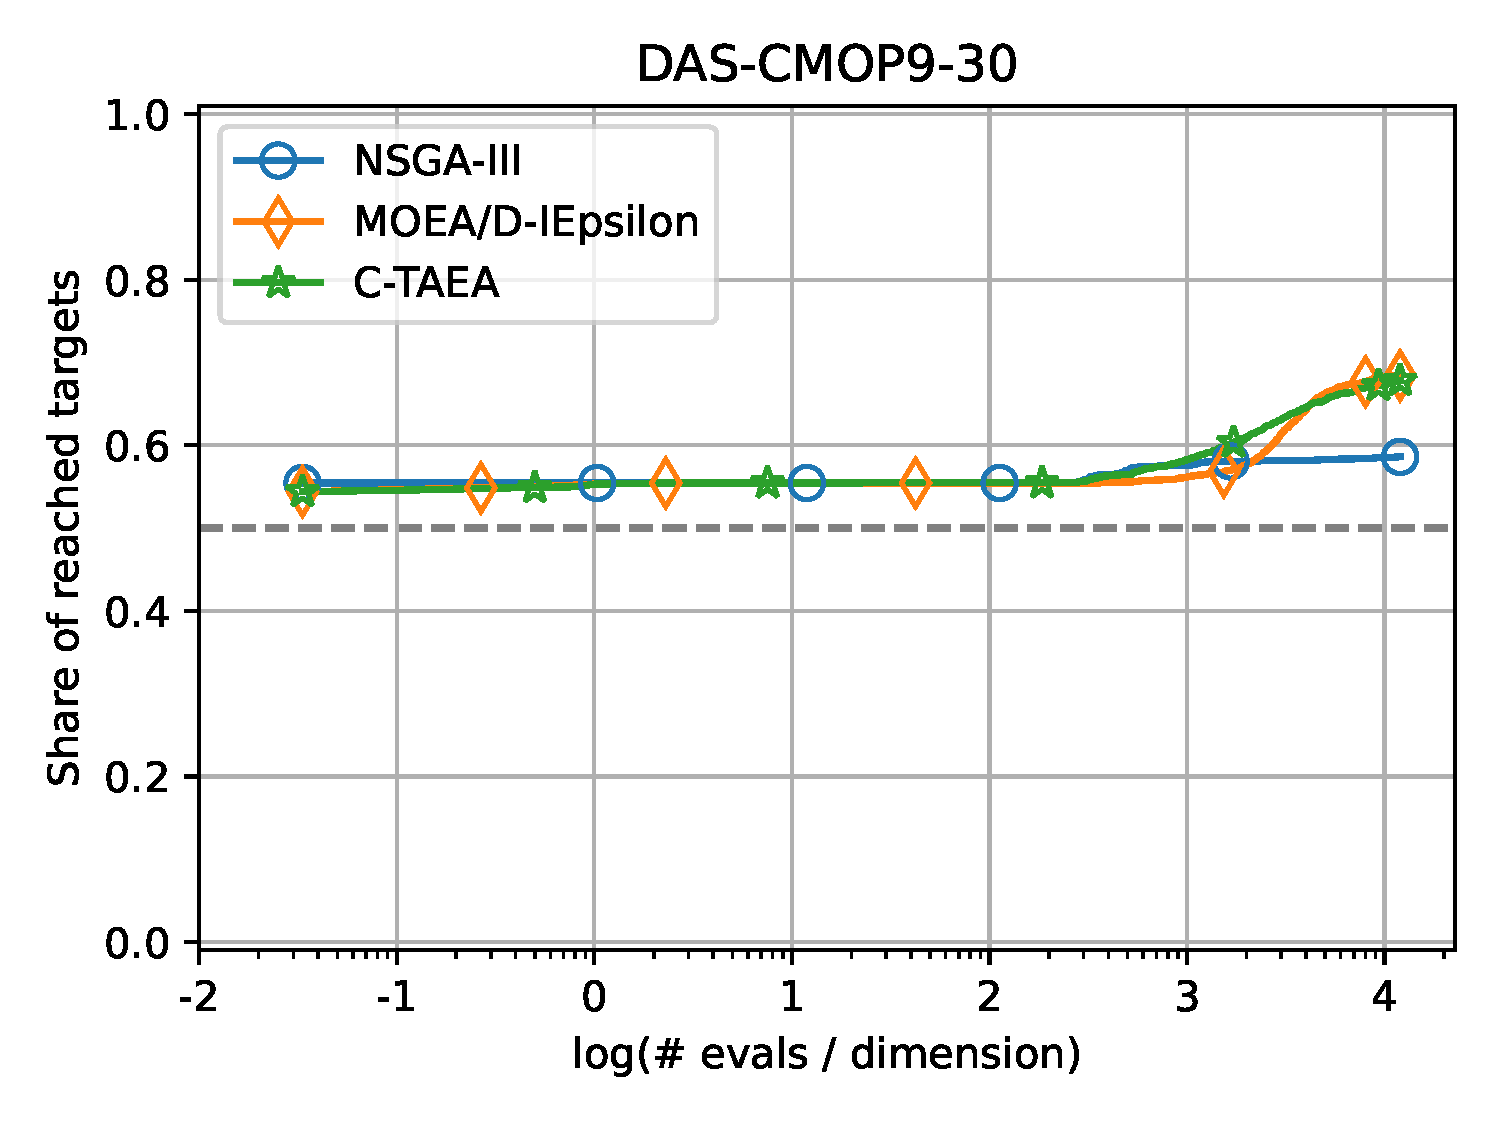 DAS-CMOP9-30
1.0
0.8
0.6
0.4
0.2
0.0
Share of reached targets
NSGA-III
MOEA/D-IEpsilon
C-TAEA
-2
-1
0
1
2
3
4
log(# evals / dimension)